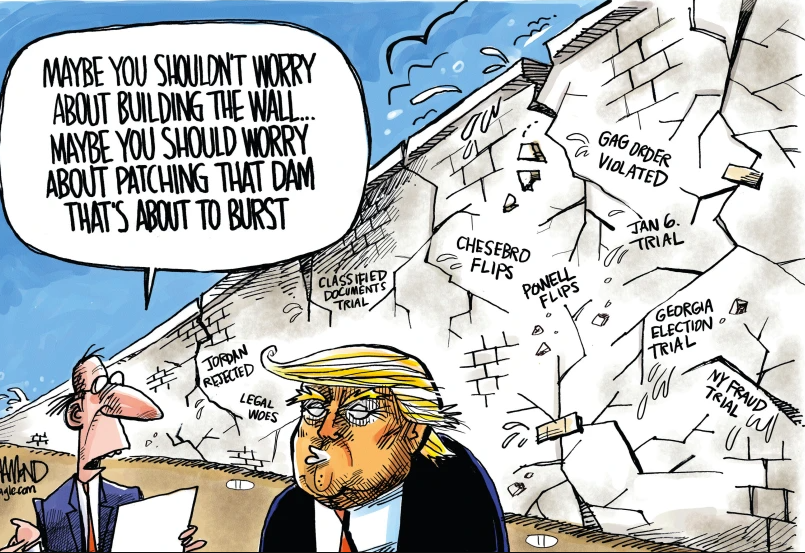 MAYBE YOU SHOULDN'T WORRY
ABOUT BUILDING THE WALL...
MAYBE YOU SHOULD WORRY
ABOUT PATCHING THAT DAM
THAT'S ABOUT TO BURST
GAG ORDER
VIOLATED
JAN 6.
TRIAL
CHESEBRO
FLIPS
POWELL
FLIPS
CLASSIFIED
DOCUMENTS
TRIAL
GEORGIA
ELECTION
TRIAL
JORDAN
REJECTED
LEGAL
WOES
NY FRAUD
TRIAL